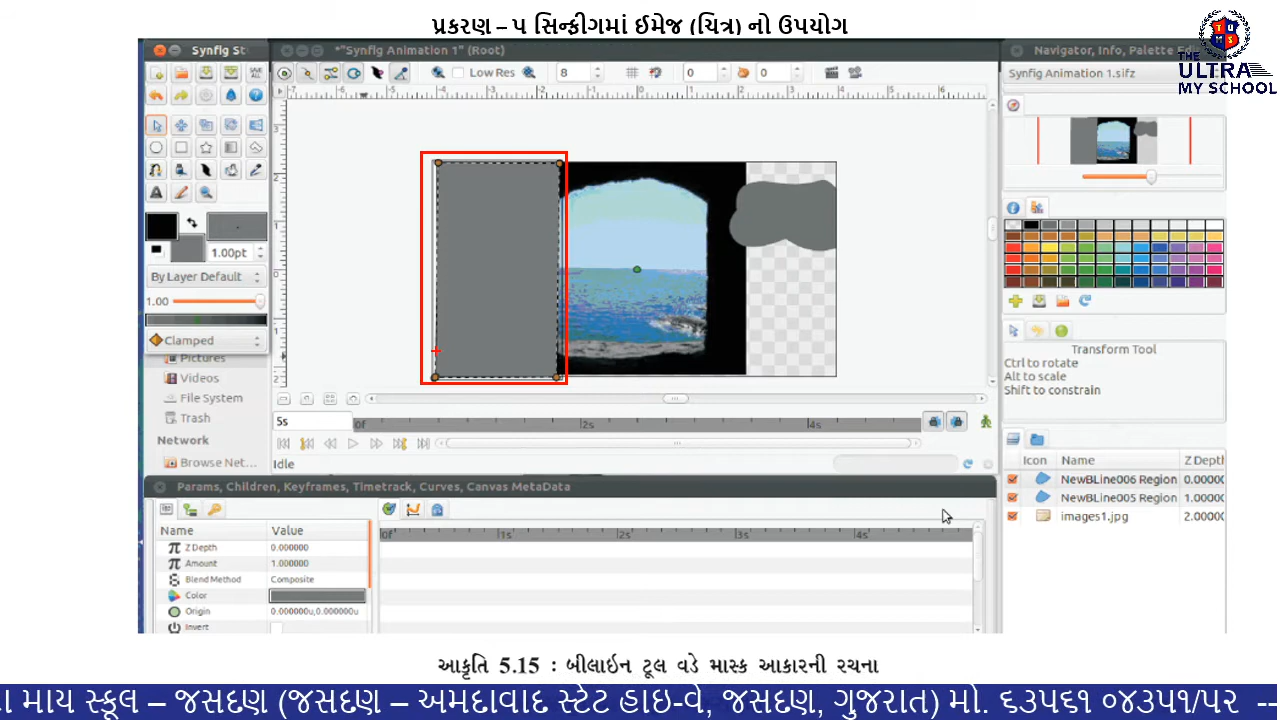 પ્રકરણ – ૫ સિન્ફીગમાં ઈમેજ (ચિત્ર) નો ઉપયોગ
THE
ULTRA
MY SCHOOL
Synfig St
*"Synfig Animation 1" (Root)
Navigator, Info, Palette Edi
Synfig Animation 1.sifz
Low Res
8
0
0
1.00pt
By Layer Default
1.00
Clamped
Pictures
Videos
File System
Trash
Network
Browse Net...
5s
0f
2s
4s
Idle
Transform Tool
Ctrl to rotate
Alt to scale
Shift to constrain
Icon Name Z Depth
NewBLine006 Region 0.00000
NewBLine005 Region 1.00000
images1.jpg 2.00000
Params, Children, Keyframes, Timetrack, Curves, Canvas MetaData
Name Value
Z Depth 0.000000
Amount 1.000000
Blend Method Composite
Color
Origin 0.000000u,0.000000u
Invert
0f 1s 2s 3s 4s
આકૃતિ 5.15 : બીલાઇન ટૂલ વડે માસ્ક આકારની રચના
ા માય સ્કૂલ – જસદણ (જસદણ – અમદાવાદ સ્ટેટ હાઇ-વે, જસદણ, ગુજરાત) મો. ૬૩૫૬૧ ૦૪૩૫૧/૫૨ --